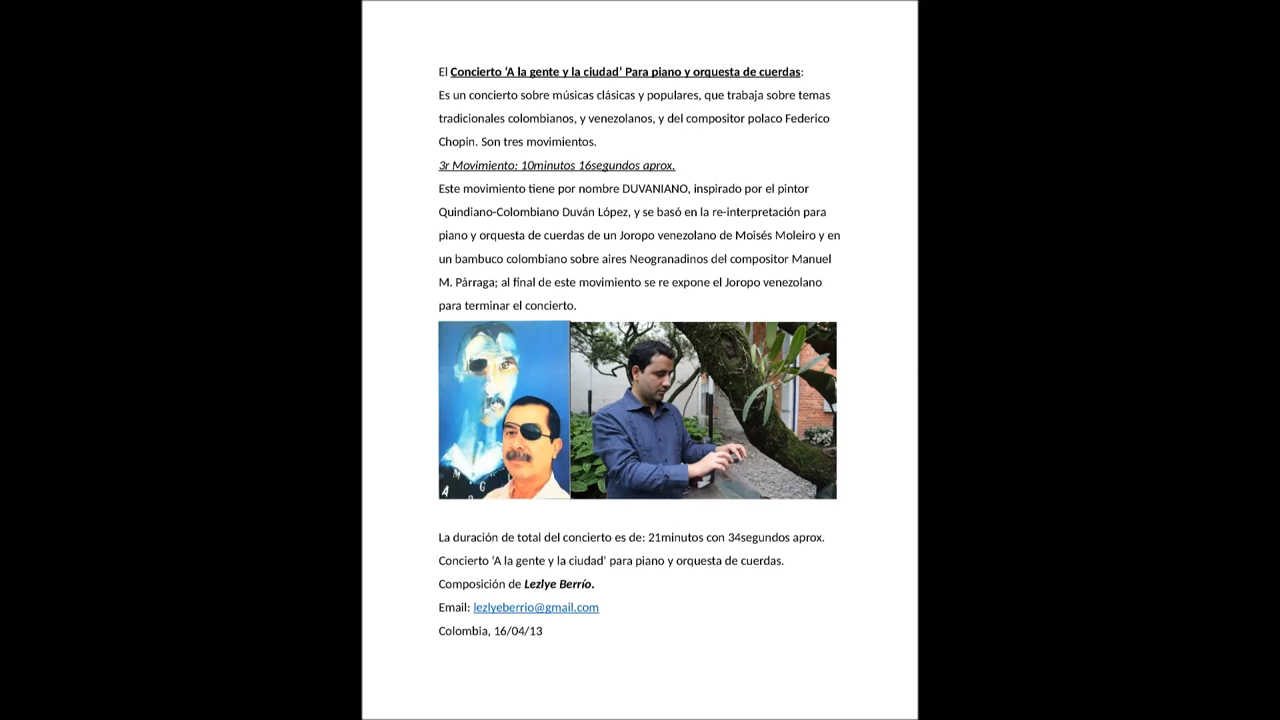 El Concierto ‘A la gente y la ciudad’ Para piano y orquesta de cuerdas:
Es un concierto sobre músicas clásicas y populares, que trabaja sobre temas
tradicionales colombianos, y venezolanos, y del compositor polaco Federico
Chopin. Son tres movimientos.
3r Movimiento: 10minutos 16segundos aprox.
Este movimiento tiene por nombre DUVANIANO, inspirado por el pintor
Quindiano-Colombiano Duván López, y se basó en la re-interpretación para
piano y orquesta de cuerdas de un Joropo venezolano de Moisés Moleiro y en
un bambuco colombiano sobre aires Neogranadinos del compositor Manuel
M. Párraga; al final de este movimiento se re expone el Joropo venezolano
para terminar el concierto.
La duración de total del concierto es de: 21minutos con 34segundos aprox.
Concierto ‘A la gente y la ciudad’ para piano y orquesta de cuerdas.
Composición de Lezlye Berrío.
Email: lezlyeberrio@gmail.com
Colombia, 16/04/13